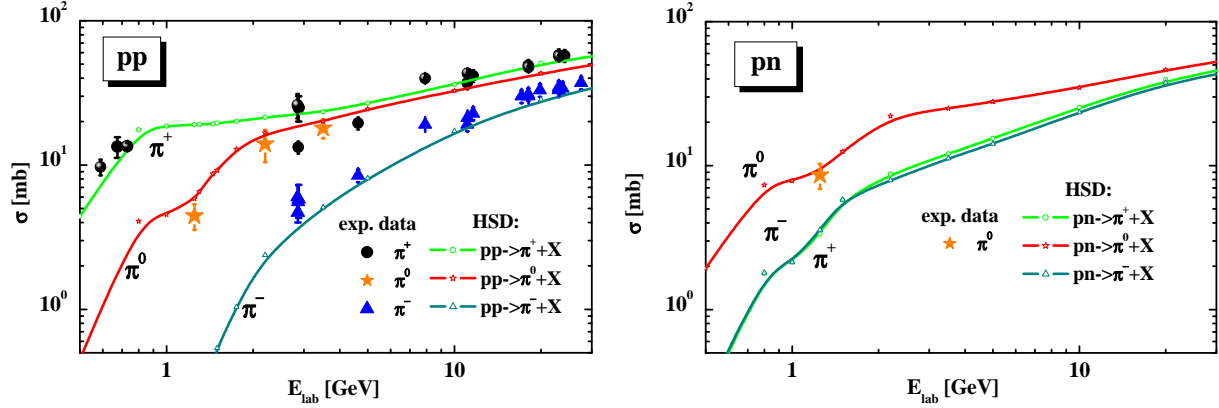 10²
pp
10¹
10⁰
σ [mb]
π⁺
π⁰
π⁻
exp. data
HSD:
π⁺ pp->π⁺+X
π⁰ pp->π⁰+X
π⁻ pp->π⁻+X
1 10
E_lab [GeV]
10²
pn
10¹
10⁰
σ [mb]
π⁰
π⁻
π⁺
exp. data
π⁰
HSD:
pn->π⁺+X
pn->π⁰+X
pn->π⁻+X
1 10
E_lab [GeV]